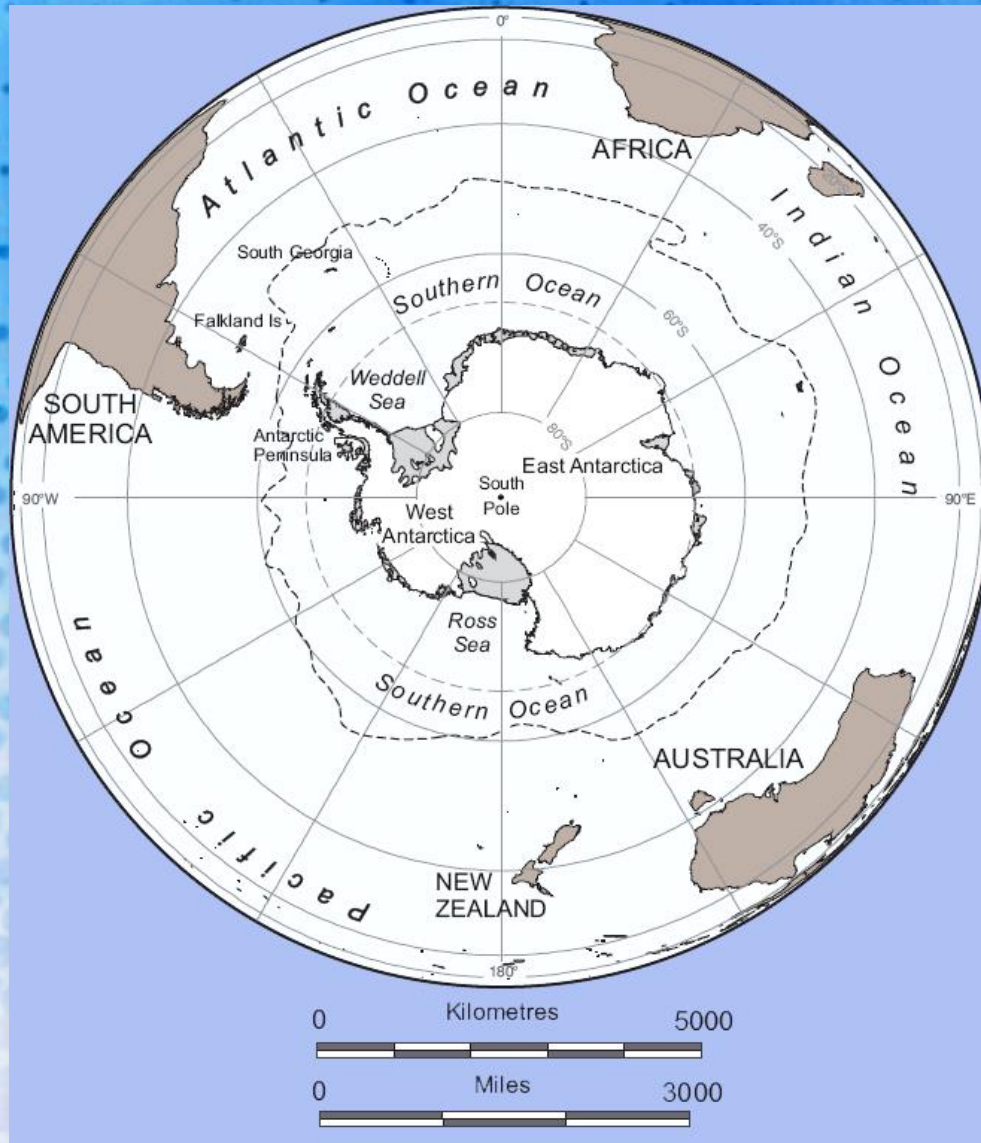 0°
Atlantic Ocean
AFRICA
Indian Ocean
40°S
South Georgia
Southern Ocean
60°S
Falkland Is
Weddell
Sea
SOUTH
AMERICA
Antarctic
Peninsula
80°S
East Antarctica
90°W
South
Pole
90°E
West
Antarctica
Ross
Sea
Southern Ocean
Pacific Ocean
AUSTRALIA
NEW
ZEALAND
180°
Kilometres
0 5000
Miles
0 3000